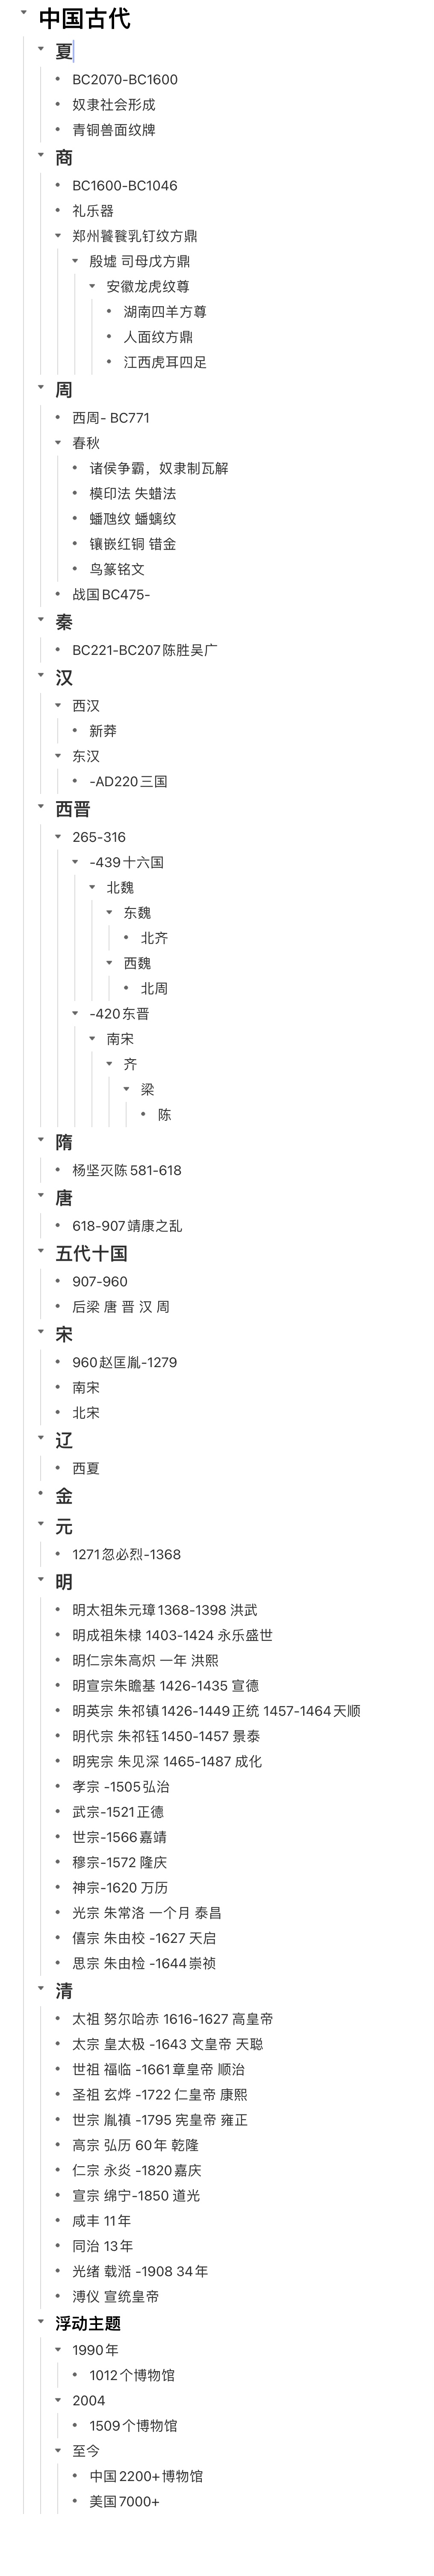 中国古代
夏
BC2070-BC1600
奴隶社会形成
青铜兽面纹牌
商
BC1600-BC1046
礼乐器
郑州饕餮乳钉纹方鼎
殷墟 司母戊方鼎
安徽龙虎纹尊
湖南四羊方尊
人面纹方鼎
江西虎耳四足
周
西周- BC771
春秋
诸侯争霸，奴隶制瓦解
模印法 失蜡法
蟠虺纹 蟠螭纹
镶嵌红铜 错金
鸟篆铭文
战国BC475-
秦
BC221-BC207陈胜吴广
汉
西汉
新莽
东汉
-AD220三国
西晋
265-316
-439十六国
北魏
东魏
北齐
西魏
北周
-420东晋
南宋
齐
梁
陈
隋
杨坚灭陈581-618
唐
618-907靖康之乱
五代十国
907-960
后梁 唐 晋 汉 周
宋
960赵匡胤-1279
南宋
北宋
辽
西夏
金
元
1271忽必烈-1368
明
明太祖朱元璋1368-1398 洪武
明成祖朱棣 1403-1424 永乐盛世
明仁宗朱高炽 一年 洪熙
明宣宗朱瞻基 1426-1435 宣德
明英宗 朱祁镇1426-1449正统 1457-1464天顺
明代宗 朱祁钰1450-1457 景泰
明宪宗 朱见深 1465-1487 成化
孝宗 -1505弘治
武宗-1521正德
世宗-1566嘉靖
穆宗-1572 隆庆
神宗-1620 万历
光宗 朱常洛 一个月 泰昌
僖宗 朱由校 -1627 天启
思宗 朱由检 -1644崇祯
清
太祖 努尔哈赤 1616-1627 高皇帝
太宗 皇太极 -1643 文皇帝 天聪
世祖 福临 -1661章皇帝 顺治
圣祖 玄烨 -1722 仁皇帝 康熙
世宗 胤禛 -1795 宪皇帝 雍正
高宗 弘历 60年 乾隆
仁宗 永炎 -1820嘉庆
宣宗 绵宁-1850 道光
咸丰 11年
同治 13年
光绪 载湉 -1908 34年
溥仪 宣统皇帝
浮动主题
1990年
1012个博物馆
2004
1509个博物馆
至今
中国2200+博物馆
美国7000+